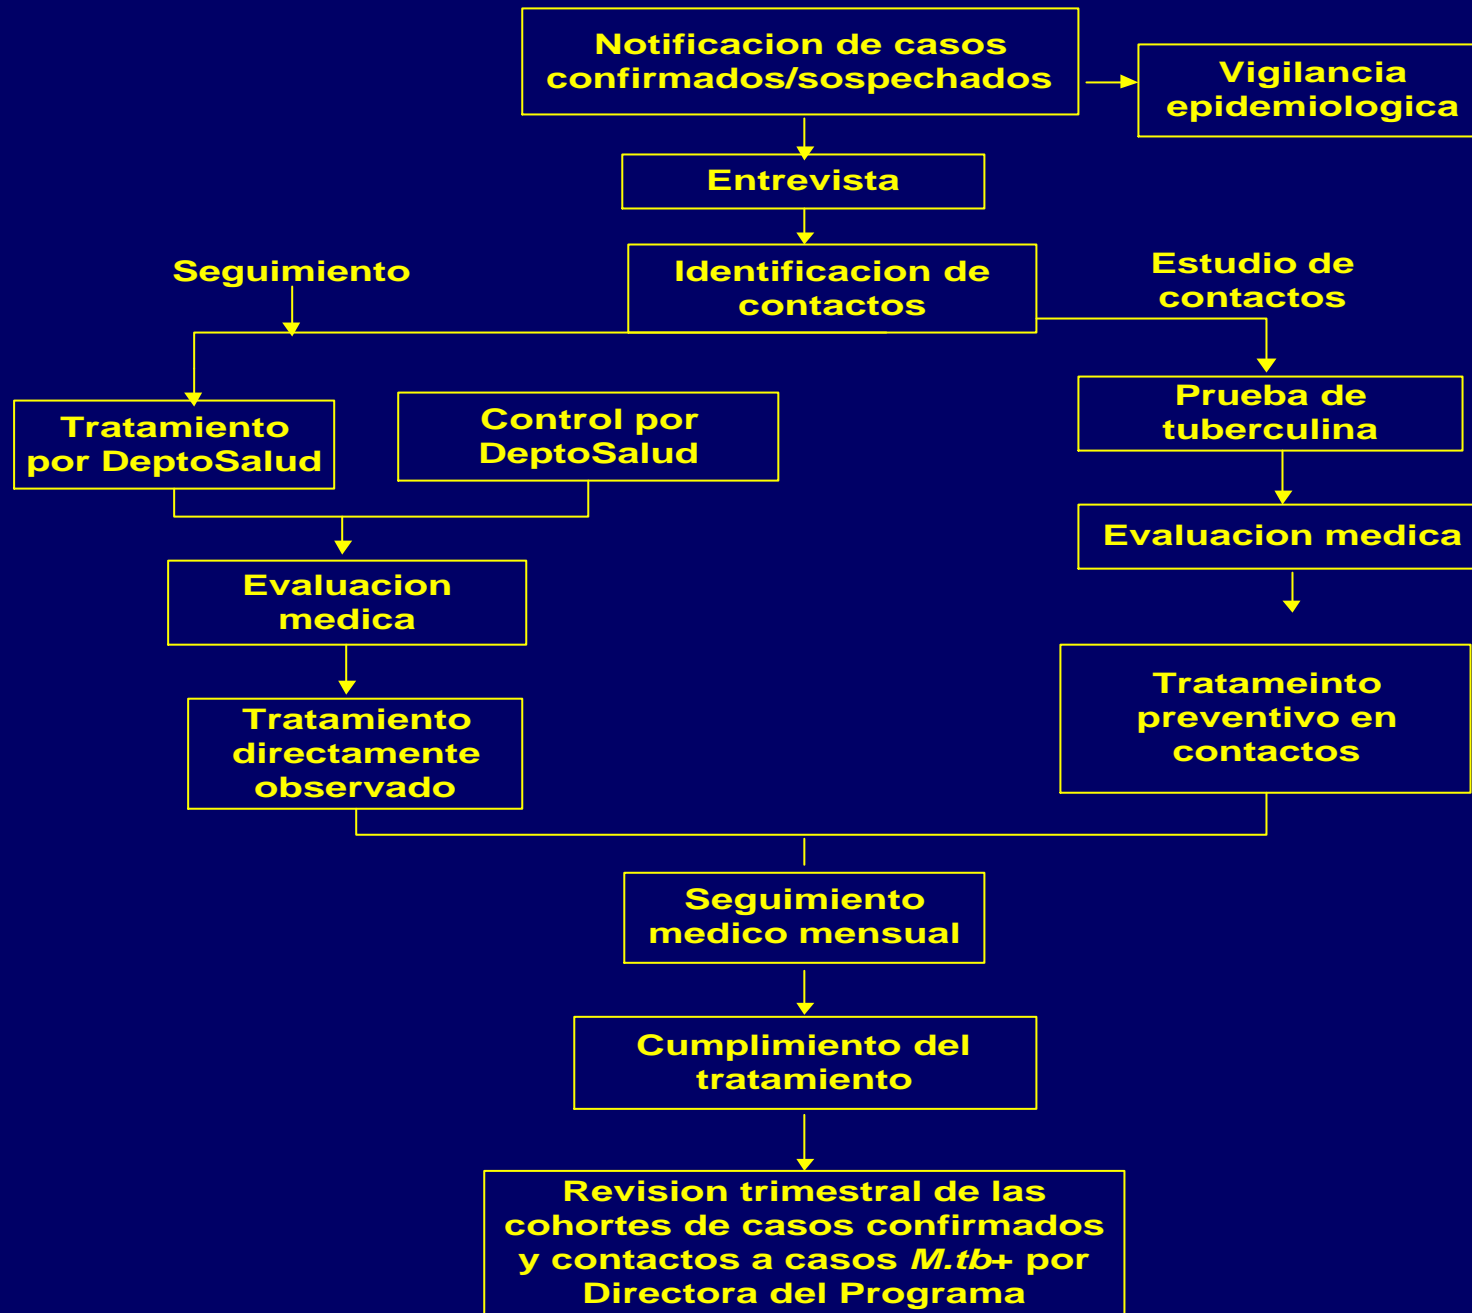 Notificacion de casos
confirmados/sospechados
Vigilancia
epidemiologica
Entrevista
Seguimiento
Identificacion de
contactos
Estudio de
contactos
Tratamiento
por DeptoSalud
Control por
DeptoSalud
Prueba de
tuberculina
Evaluacion medica
Evaluacion
medica
Tratamiento
directamente
observado
Tratameinto
preventivo en
contactos
Seguimiento
medico mensual
Cumplimiento del
tratamiento
Revision trimestral de las
cohortes de casos confirmados
y contactos a casos M.tb+ por
Directora del Programa